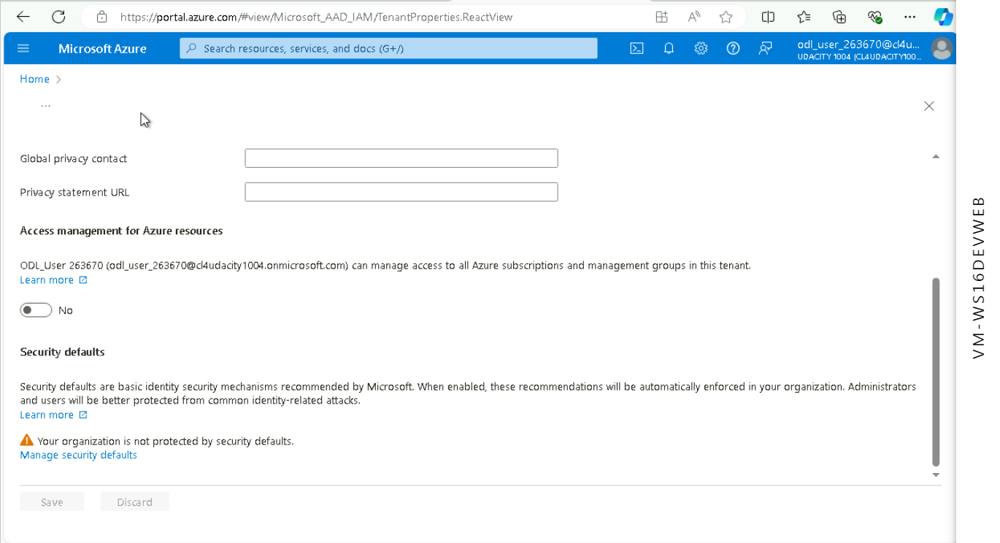 https://portal.azure.com/#view/Microsoft_AAD_IAM/TenantProperties.ReactView
Microsoft Azure
Search resources, services, and docs (G+/)
odl_user_263670@cl4u...
UDACITY 1004 (CL4UDACITY100...
Home >
...
Global privacy contact
Privacy statement URL
Access management for Azure resources
ODL_User 263670 (odl_user_263670@cl4udacity1004.onmicrosoft.com) can manage access to all Azure subscriptions and management groups in this tenant.
Learn more
No
Security defaults
Security defaults are basic identity security mechanisms recommended by Microsoft. When enabled, these recommendations will be automatically enforced in your organization. Administrators
and users will be better protected from common identity-related attacks.
Learn more
Your organization is not protected by security defaults.
Manage security defaults
Save Discard
VM-WS16DEVWEB